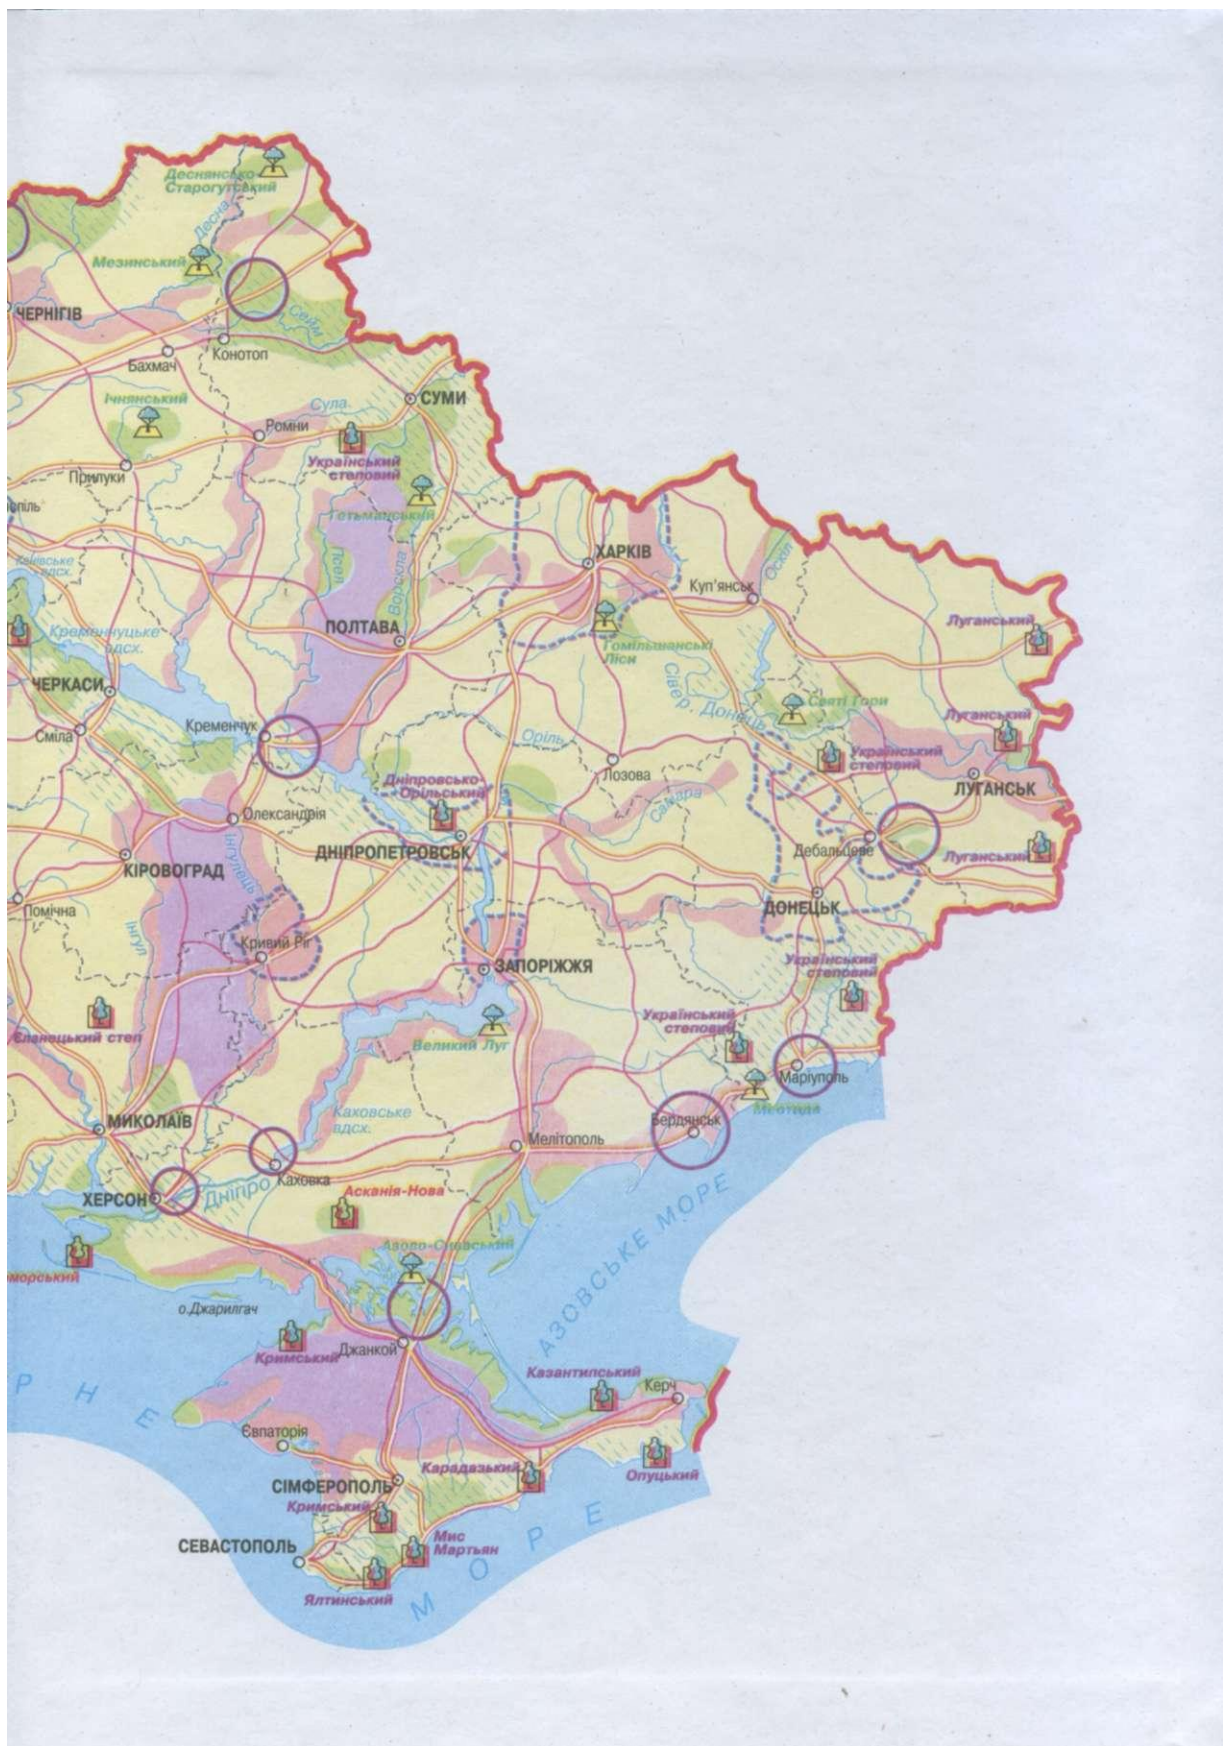 Деснянсько-
Старогутський
Десна
Мезинський
ЧЕРНІГІВ
Сейм
Конотоп
Бахмач
Ічнянський
СУМИ
Сула
Ромни
Український
степовий
Прилуки
Гетьманський
ХАРКІВ
Псел
Ворскла
Оскіл
Куп'янськ
Київське
вдсх.
Луганський
ПОЛТАВА
Кременчуцьке
вдсх.
Гомільшанські
Ліси
ЧЕРКАСИ
Сівер. Донець
Святі Гори
Луганський
Кременчук
Сміла
Оріль
Український
степовий
Лозова
Дніпровсько-
Орільський
ЛУГАНСЬК
Самара
Олександрія
Дебальцеве
ДНІПРОПЕТРОВСЬК
Луганський
КІРОВОГРАД
Інгулець
ДОНЕЦЬК
Помічна
Інгул
Кривий Ріг
ЗАПОРІЖЖЯ
Український
степовий
Український
степовий
Єланецький степ
Великий Луг
Маріуполь
Меотида
Каховське
вдсх.
МИКОЛАЇВ
Бердянськ
Мелітополь
Каховка
Асканія-Нова
ХЕРСОН
Дніпро
Азово-Сиваський
АЗОВСЬКЕ МОРЕ
оморський
о.Джарилгач
Джанкой
Кримський
Казантипський
Керч
Р Н Е
Євпаторія
Карадазький
Опуцький
СІМФЕРОПОЛЬ
Кримський
М О Р Е
Мис
Мартьян
СЕВАСТОПОЛЬ
Ялтинський